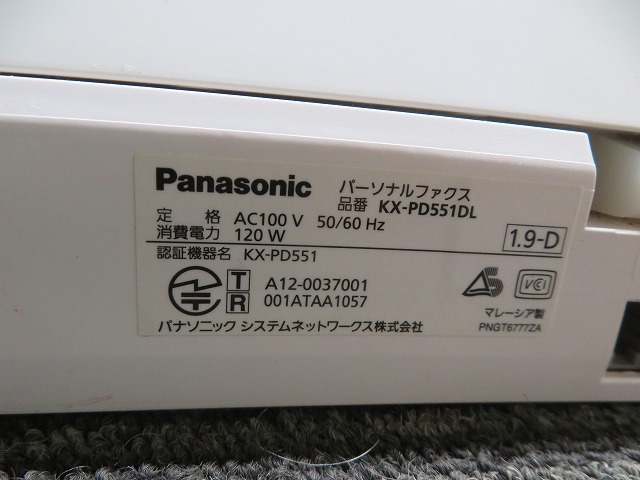 Panasonic パーソナルファクス
品番 KX-PD551DL
定 格 AC100 V 50/60 Hz
消費電力 120 W
1.9-D
認証機器名 KX-PD551
T A12-0037001
R 001ATAA1057
VCCI
マレーシア製
パナソニック システムネットワークス株式会社
PNGT6777ZA